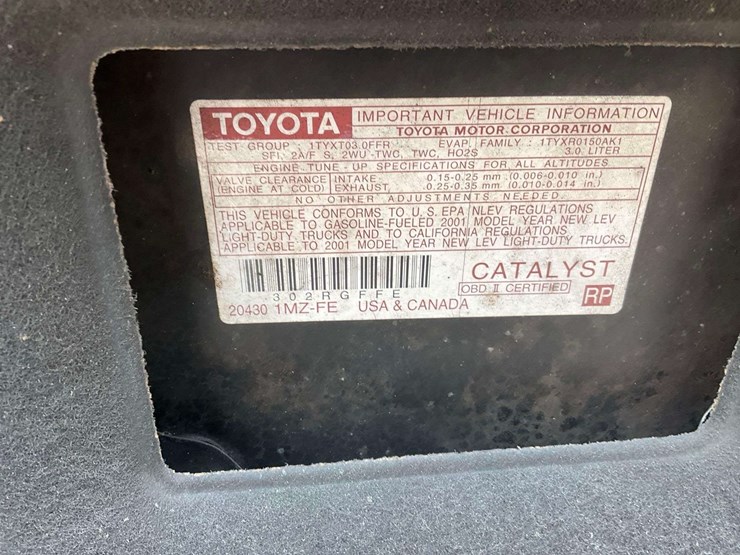 TOYOTA IMPORTANT VEHICLE INFORMATION
TOYOTA MOTOR CORPORATION
TEST GROUP : 1TYXT03.0FFR EVAP. FAMILY : 1TYXR0150AK1
SFI, 2A/F S, 2WU-TWC, TWC, HO2S 3.0 LITER
ENGINE TUNE-UP SPECIFICATIONS FOR ALL ALTITUDES
VALVE CLEARANCE INTAKE 0.15-0.25 mm (0.006-0.010 in.)
(ENGINE AT COLD) EXHAUST 0.25-0.35 mm (0.010-0.014 in.)
NO OTHER ADJUSTMENTS NEEDED.
THIS VEHICLE CONFORMS TO U.S. EPA NLEV REGULATIONS
APPLICABLE TO GASOLINE-FUELED 2001 MODEL YEAR NEW LEV
LIGHT-DUTY TRUCKS AND TO CALIFORNIA REGULATIONS
APPLICABLE TO 2001 MODEL YEAR NEW LEV LIGHT-DUTY TRUCKS.
CATALYST
302RGFFE OBD II CERTIFIED RP
20430 1MZ-FE USA & CANADA